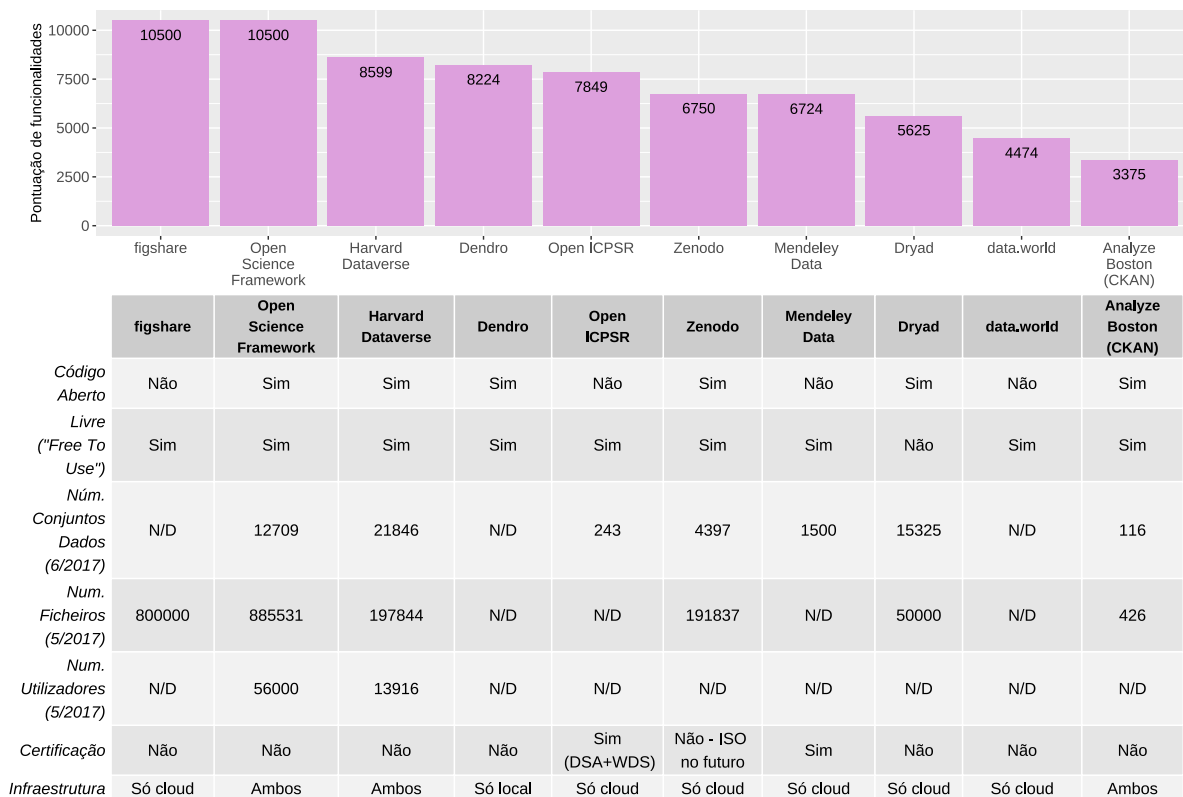 Pontuação de funcionalidades
10000
7500
5000
2500
0
10500 10500 8599 8224 7849 6750 6724 5625 4474 3375
figshare Open Harvard Dendro Open ICPSR Zenodo Mendeley Dryad data.world Analyze
Science Dataverse Data Boston
Framework (CKAN)
Open Analyze
figshare Science Harvard Dendro Open Zenodo Mendeley Dryad data.world Boston
Framework Dataverse ICPSR Data (CKAN)
Código
Aberto Não Sim Sim Sim Não Sim Não Sim Não Sim
Livre
("Free To Sim Sim Sim Sim Sim Sim Sim Não Sim Sim
Use")
Núm.
Conjuntos N/D 12709 21846 N/D 243 4397 1500 15325 N/D 116
Dados
(6/2017)
Num.
Ficheiros 800000 885531 197844 N/D N/D 191837 N/D 50000 N/D 426
(5/2017)
Num.
Utilizadores N/D 56000 13916 N/D N/D N/D N/D N/D N/D N/D
(5/2017)
Certificação Não Não Não Não Sim Não - ISO Sim Não Não Não
(DSA+WDS) no futuro
Infraestrutura Só cloud Ambos Ambos Só local Só cloud Só cloud Só cloud Só cloud Só cloud Ambos